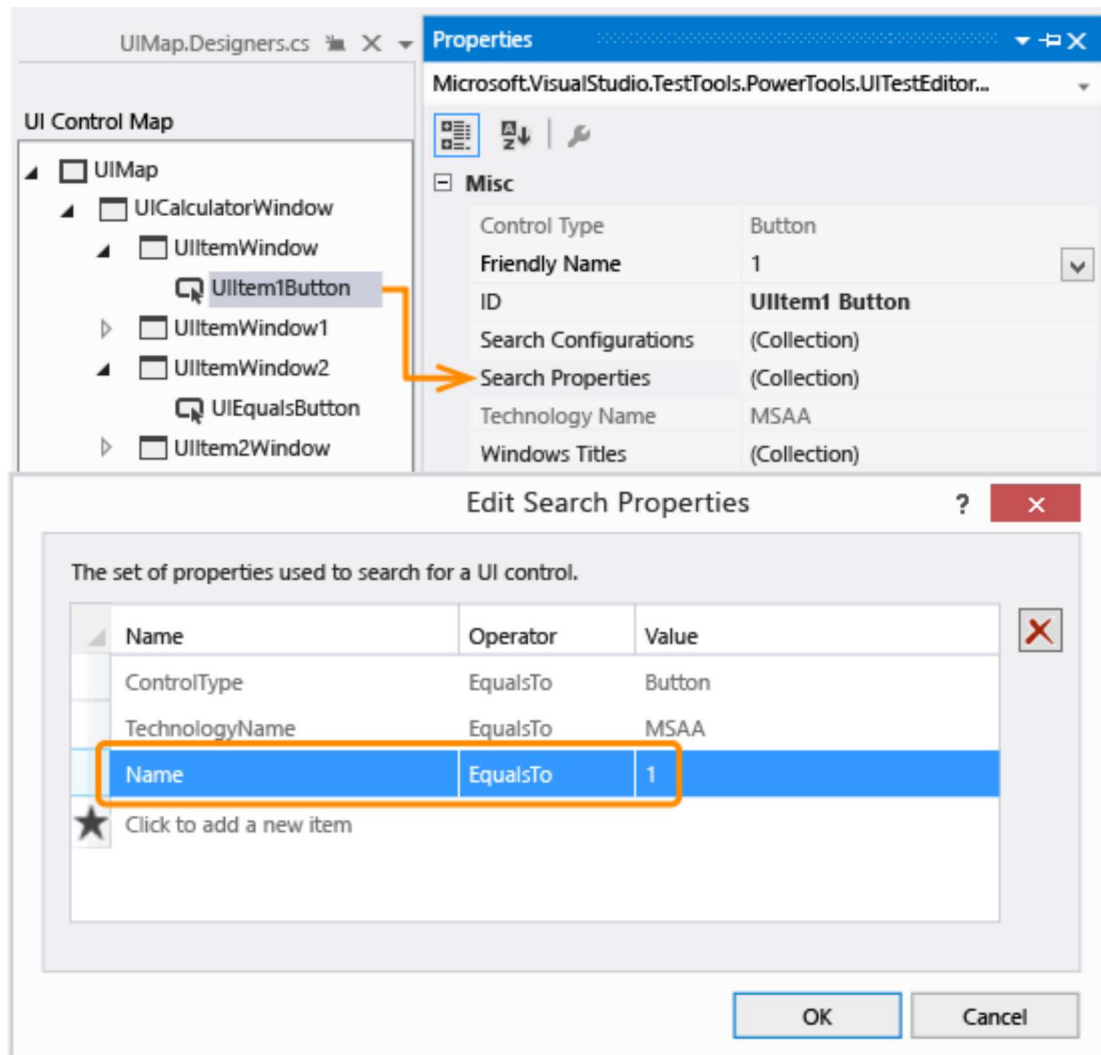 UIMap.Designers.cs
UI Control Map
UIMap
UICalculatorWindow
UIItemWindow
UIItem1Button
UIItemWindow1
UIItemWindow2
UIEqualsButton
UIItem2Window
Properties
Microsoft.VisualStudio.TestTools.PowerTools.UITestEditor...
Misc
Control Type Button
Friendly Name 1
ID UIItem1 Button
Search Configurations (Collection)
Search Properties (Collection)
Technology Name MSAA
Windows Titles (Collection)
Edit Search Properties ?
The set of properties used to search for a UI control.
Name Operator Value
ControlType EqualsTo Button
TechnologyName EqualsTo MSAA
Name EqualsTo 1
Click to add a new item
OK Cancel